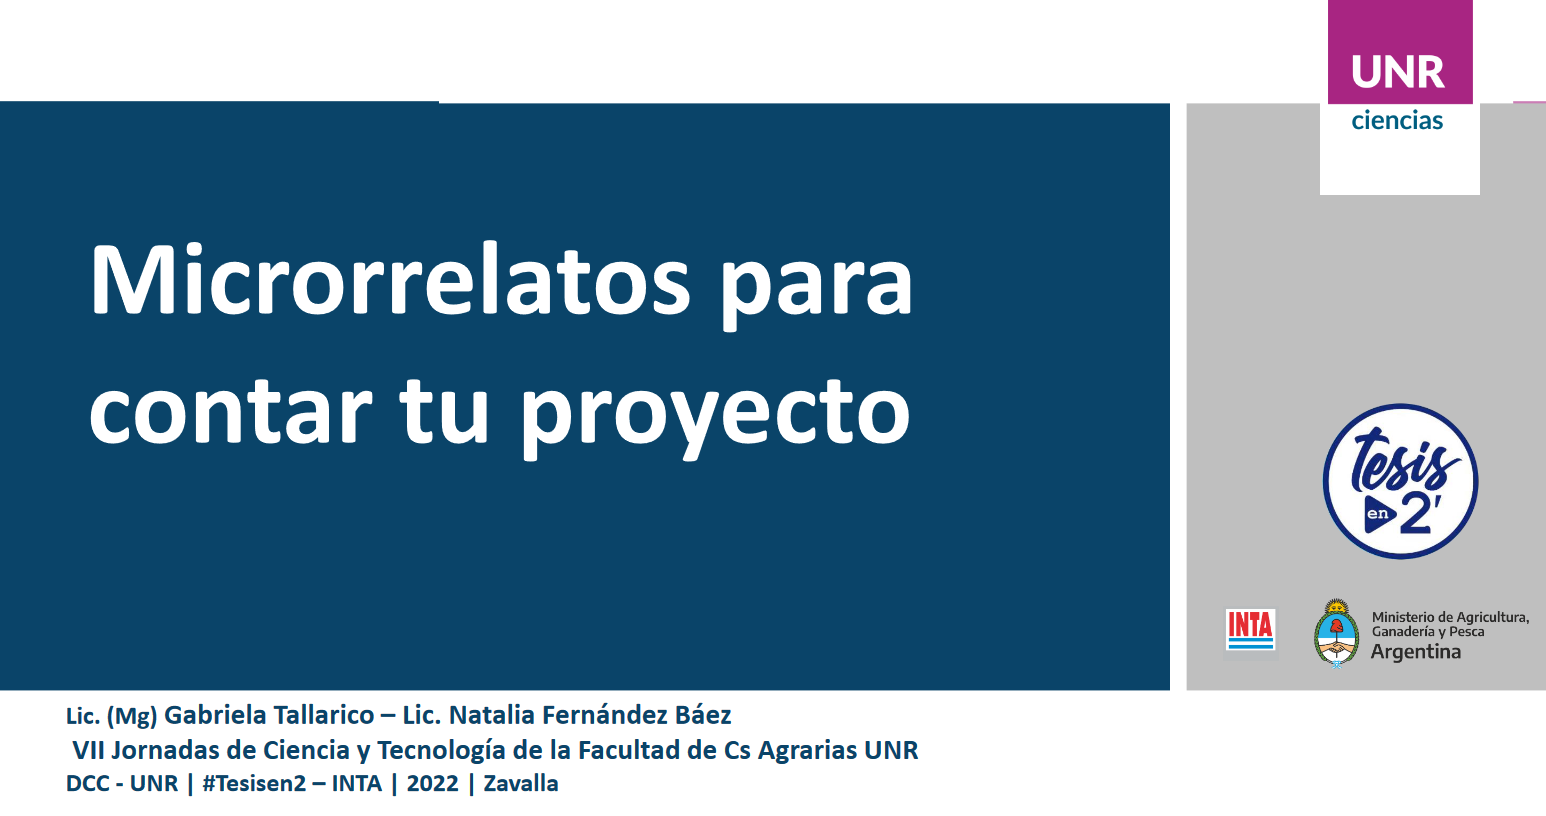 UNR
ciencias
Microrrelatos para
contar tu proyecto
tesis
en 2'
INTA
Ministerio de Agricultura,
Ganadería y Pesca
Argentina
Lic. (Mg) Gabriela Tallarico – Lic. Natalia Fernández Báez
VII Jornadas de Ciencia y Tecnología de la Facultad de Cs Agrarias UNR
DCC - UNR | #Tesisen2 – INTA | 2022 | Zavalla